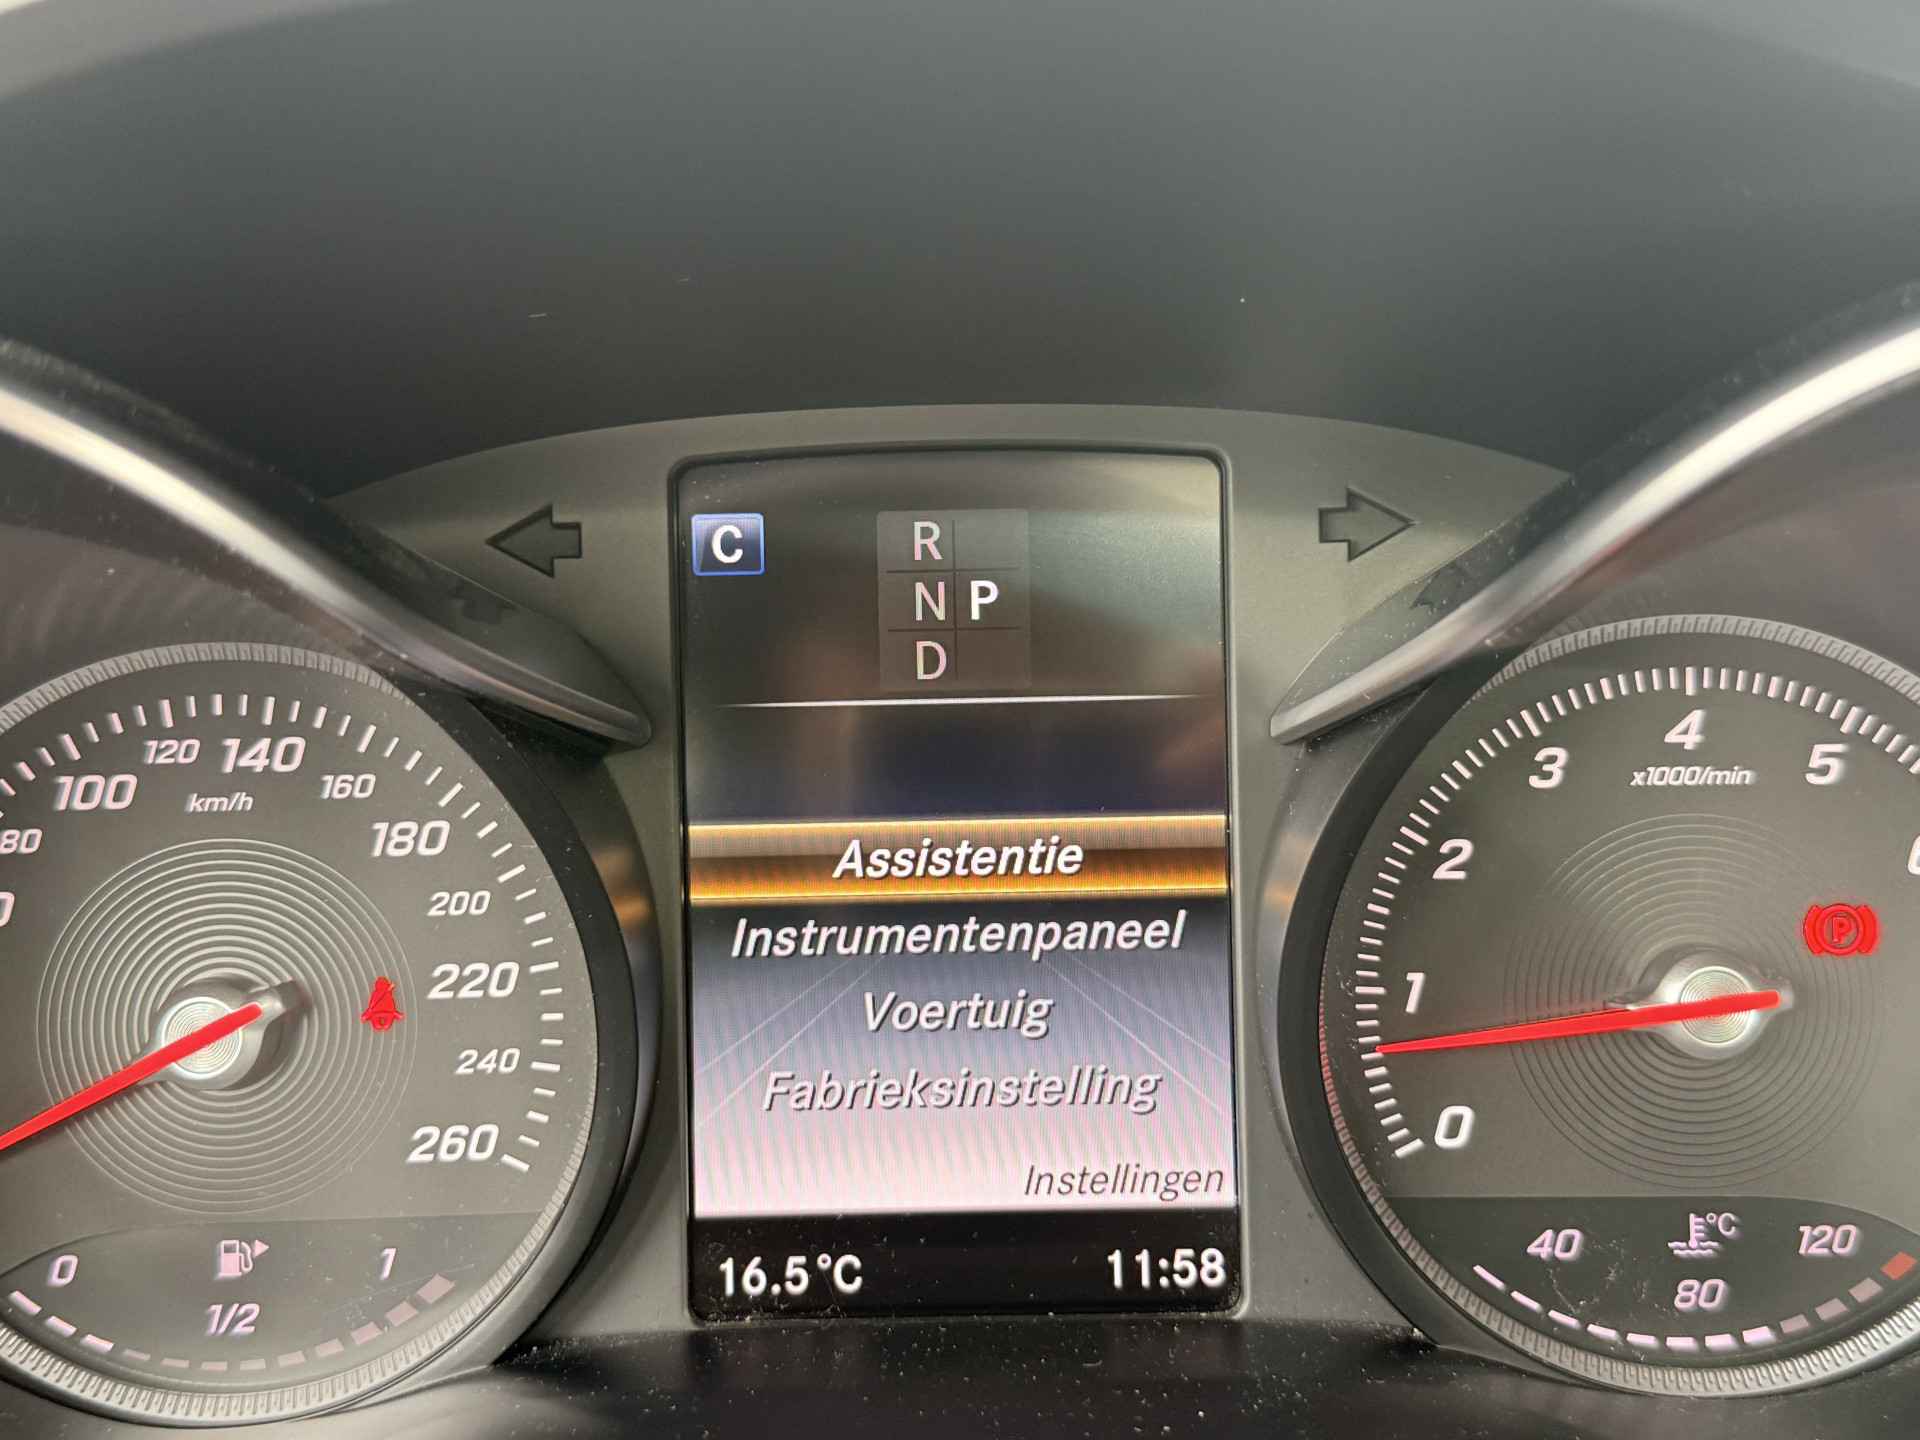 C
R
N P
D
Assistentie
Instrumentenpaneel
Voertuig
Fabrieksinstelling
Instellingen
16.5°C 11:58
80
100
120
140
160
180
200
220
240
260
km/h
0
1/2
1
0
1
2
3
4
5
x1000/min
P
40
80
120
°C